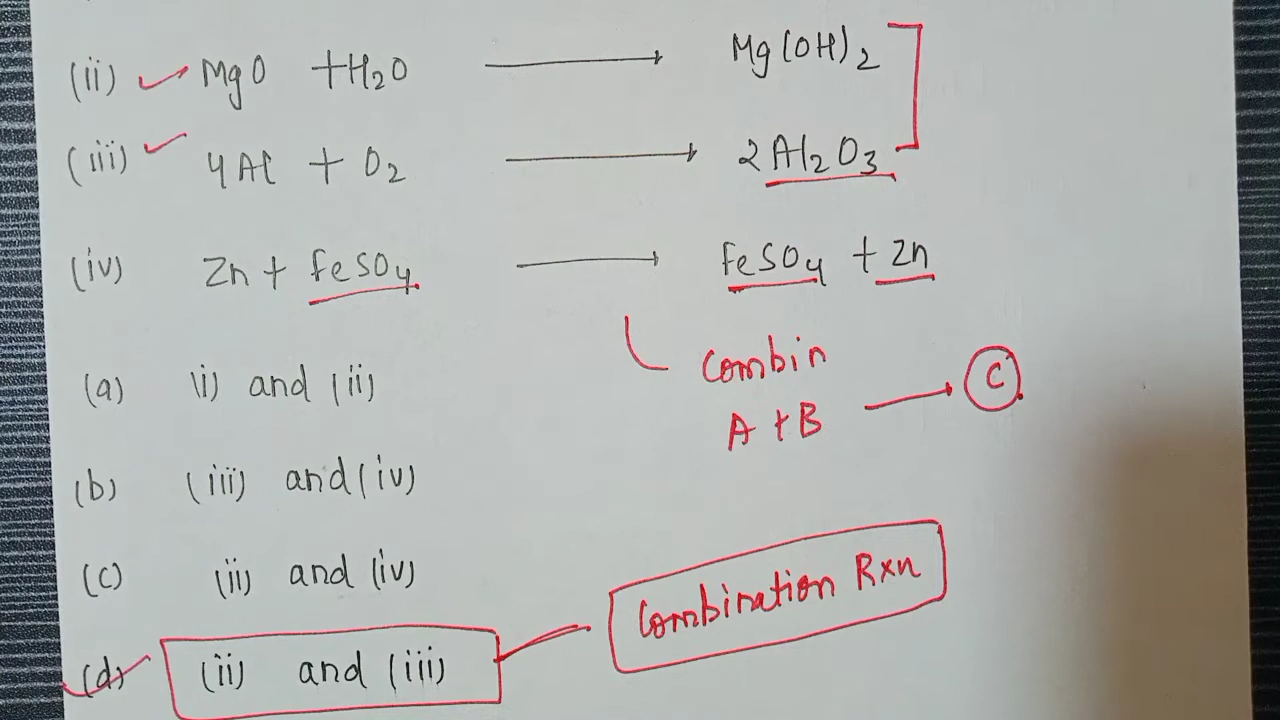 (ii) MgO + H2O → Mg(OH)2
(iii) 4Al + O2 → 2Al2O3
(iv) Zn + FeSO4 → FeSO4 + Zn
Combin
(a) (i) and (ii)
A + B → C
(b) (iii) and (iv)
(c) (ii) and (iv)
Combination Rxn
(d) (ii) and (iii)